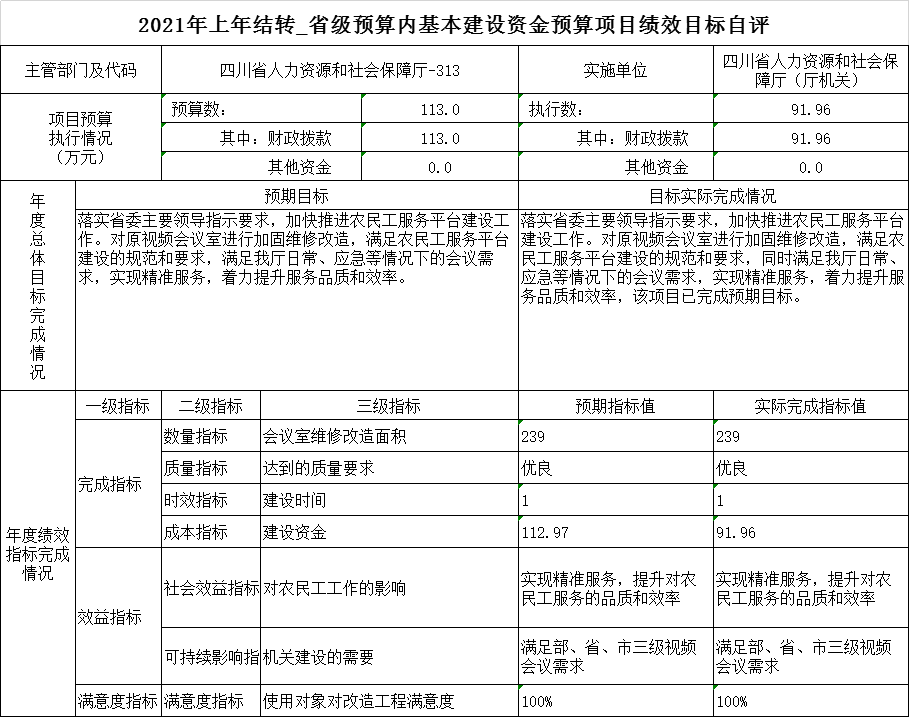 2021年上年结转_省级预算内基本建设资金预算项目绩效目标自评
主管部门及代码
四川省人力资源和社会保障厅-313
实施单位
四川省人力资源和社会保
障厅（厅机关）
项目预算
执行情况
（万元）
预算数：
113.0
执行数：
91.96
其中：财政拨款
113.0
其中：财政拨款
91.96
其他资金
0.0
其他资金
0.0
年
度
总
体
目
标
完
成
情
况
预期目标
目标实际完成情况
落实省委主要领导指示要求，加快推进农民工服务平台建设工
作。对原视频会议室进行加固维修改造，满足农民工服务平台
建设的规范和要求，满足我厅日常、应急等情况下的会议需
求，实现精准服务，着力提升服务品质和效率。
落实省委主要领导指示要求，加快推进农民工服务平台
建设工作。对原视频会议室进行加固维修改造，满足农
民工服务平台建设的规范和要求，同时满足我厅日常、
应急等情况下的会议需求，实现精准服务，着力提升服
务品质和效率，该项目已完成预期目标。
年度绩效
指标完成
情况
一级指标
二级指标
三级指标
预期指标值
实际完成指标值
完成指标
数量指标
会议室维修改造面积
239
239
质量指标
达到的质量要求
优良
优良
时效指标
建设时间
1
1
成本指标
建设资金
112.97
91.96
效益指标
社会效益指标
对农民工工作的影响
实现精准服务，提升对农
民工服务的品质和效率
实现精准服务，提升对农
民工服务的品质和效率
可持续影响指
机关建设的需要
满足部、省、市三级视频
会议需求
满足部、省、市三级视频
会议需求
满意度指标
满意度指标
使用对象对改造工程满意度
100%
100%